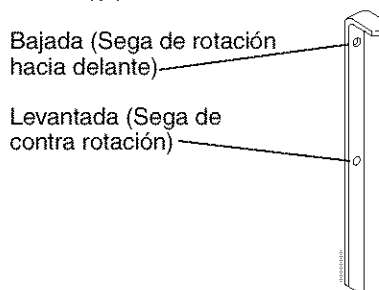 Bajada (Sega de rotación
hacia delante)
Levantada (Sega de
contra rotación)